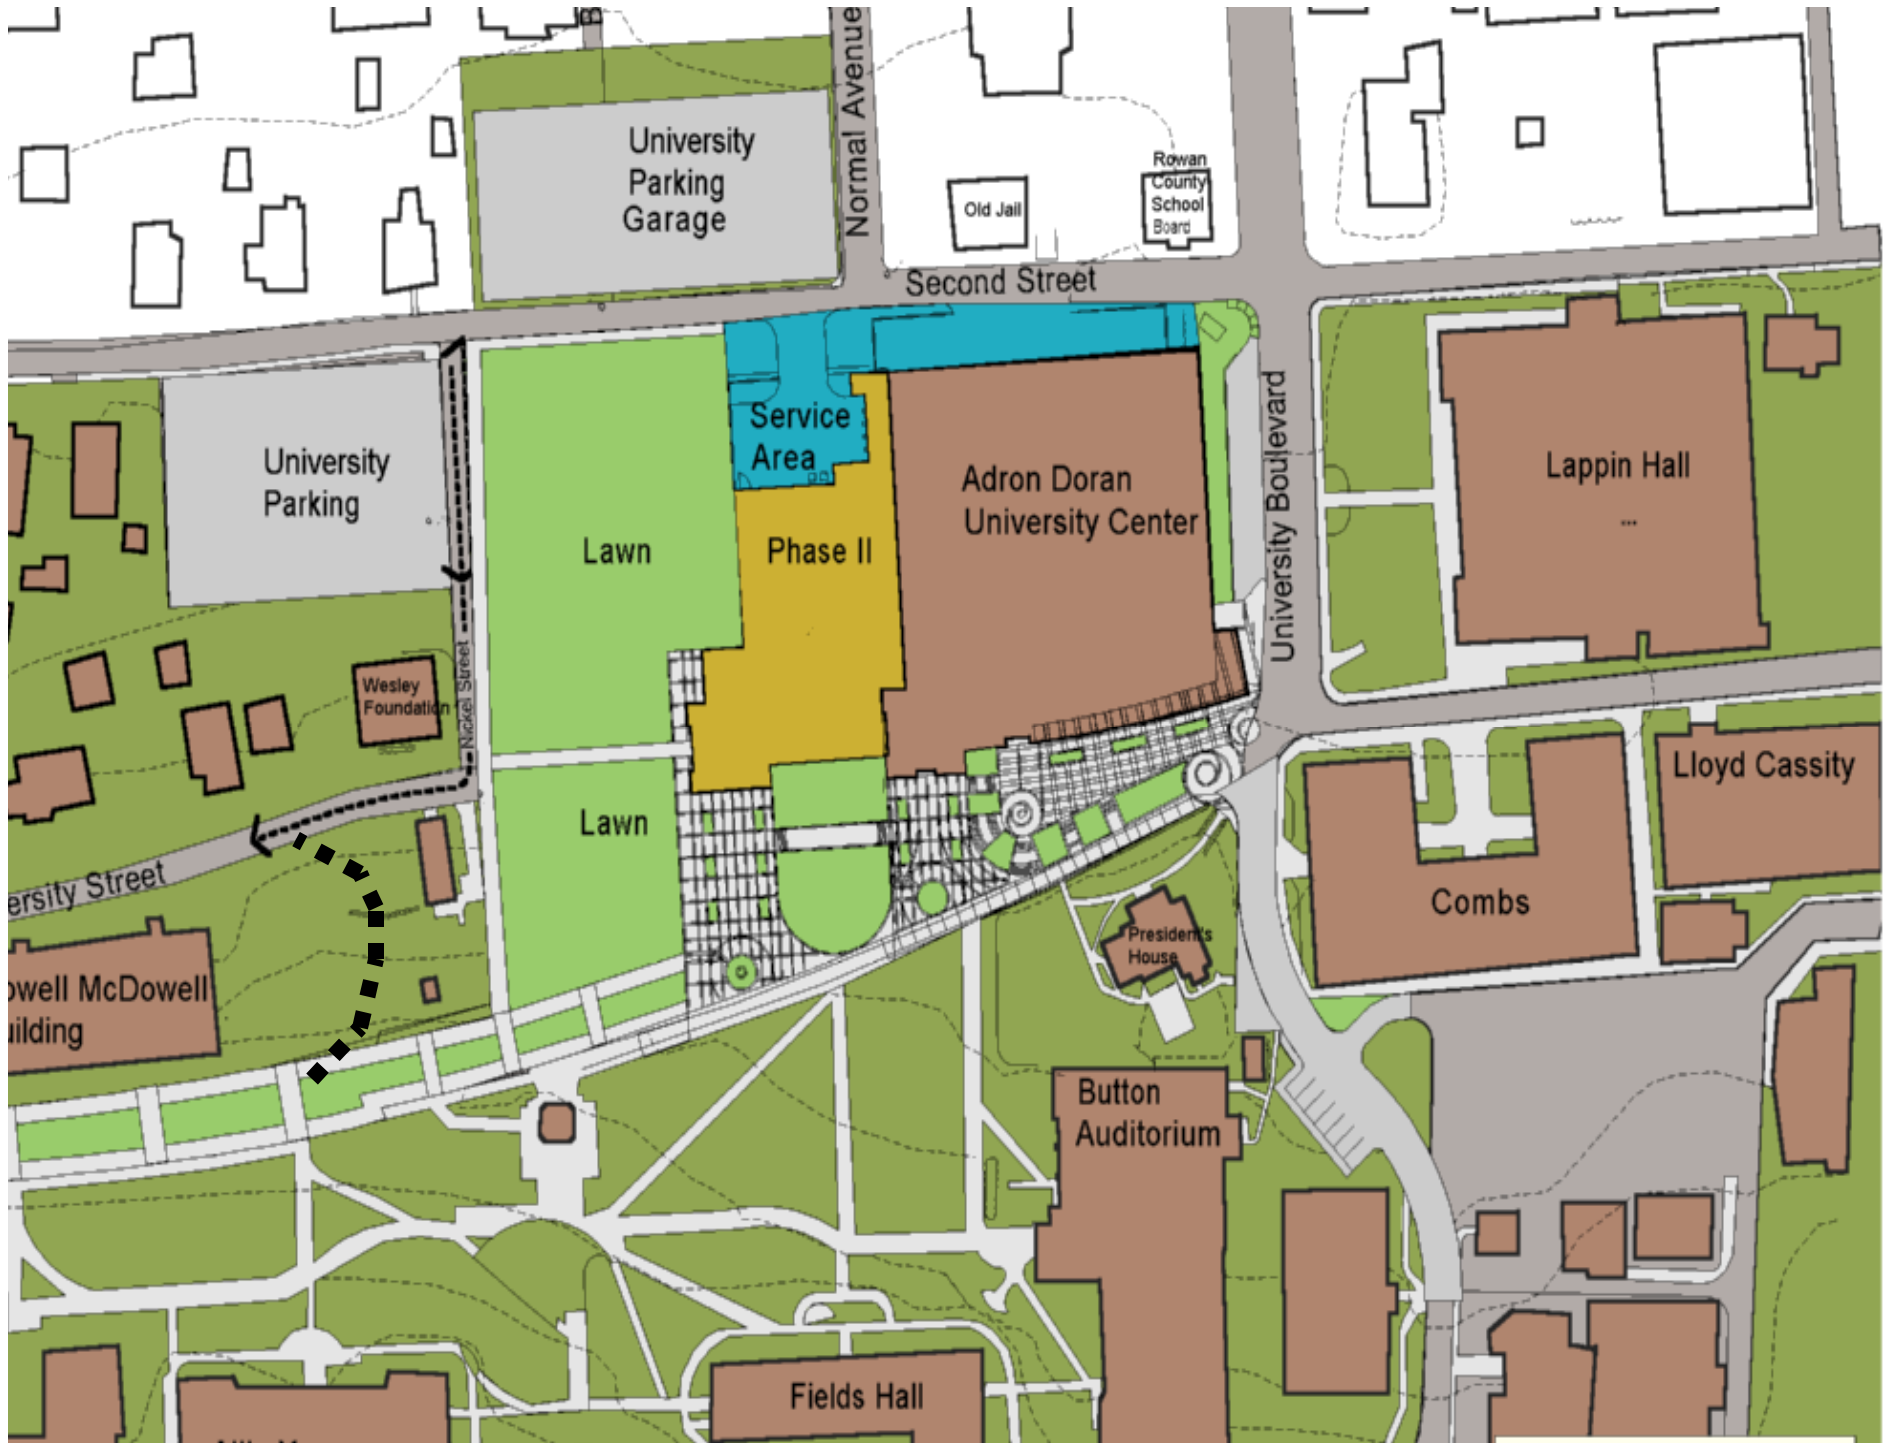 Normal Avenue
University
Parking
Garage
Rowan
County
School
Board
Old Jail
Second Street
University Boulevard
Service
Area
University
Parking
Adron Doran
University Center
Lappin Hall
...
Lawn
Phase II
Nickel Street
Wesley
Foundation
Lloyd Cassity
Lawn
ersity Street
Combs
President's
House
owell McDowell
uilding
Button
Auditorium
Fields Hall